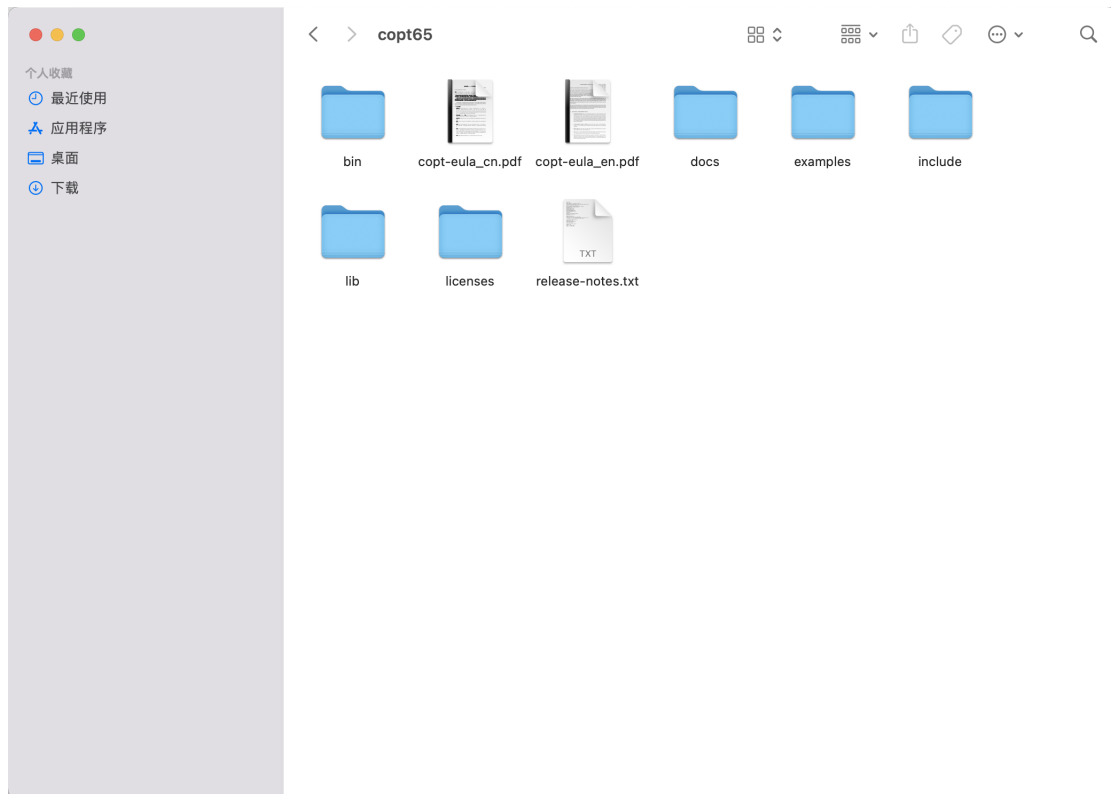 copt65
个人收藏
最近使用
应用程序
桌面
下载
bin
copt-eula_cn.pdf
copt-eula_en.pdf
docs
examples
include
lib
licenses
TXT
release-notes.txt